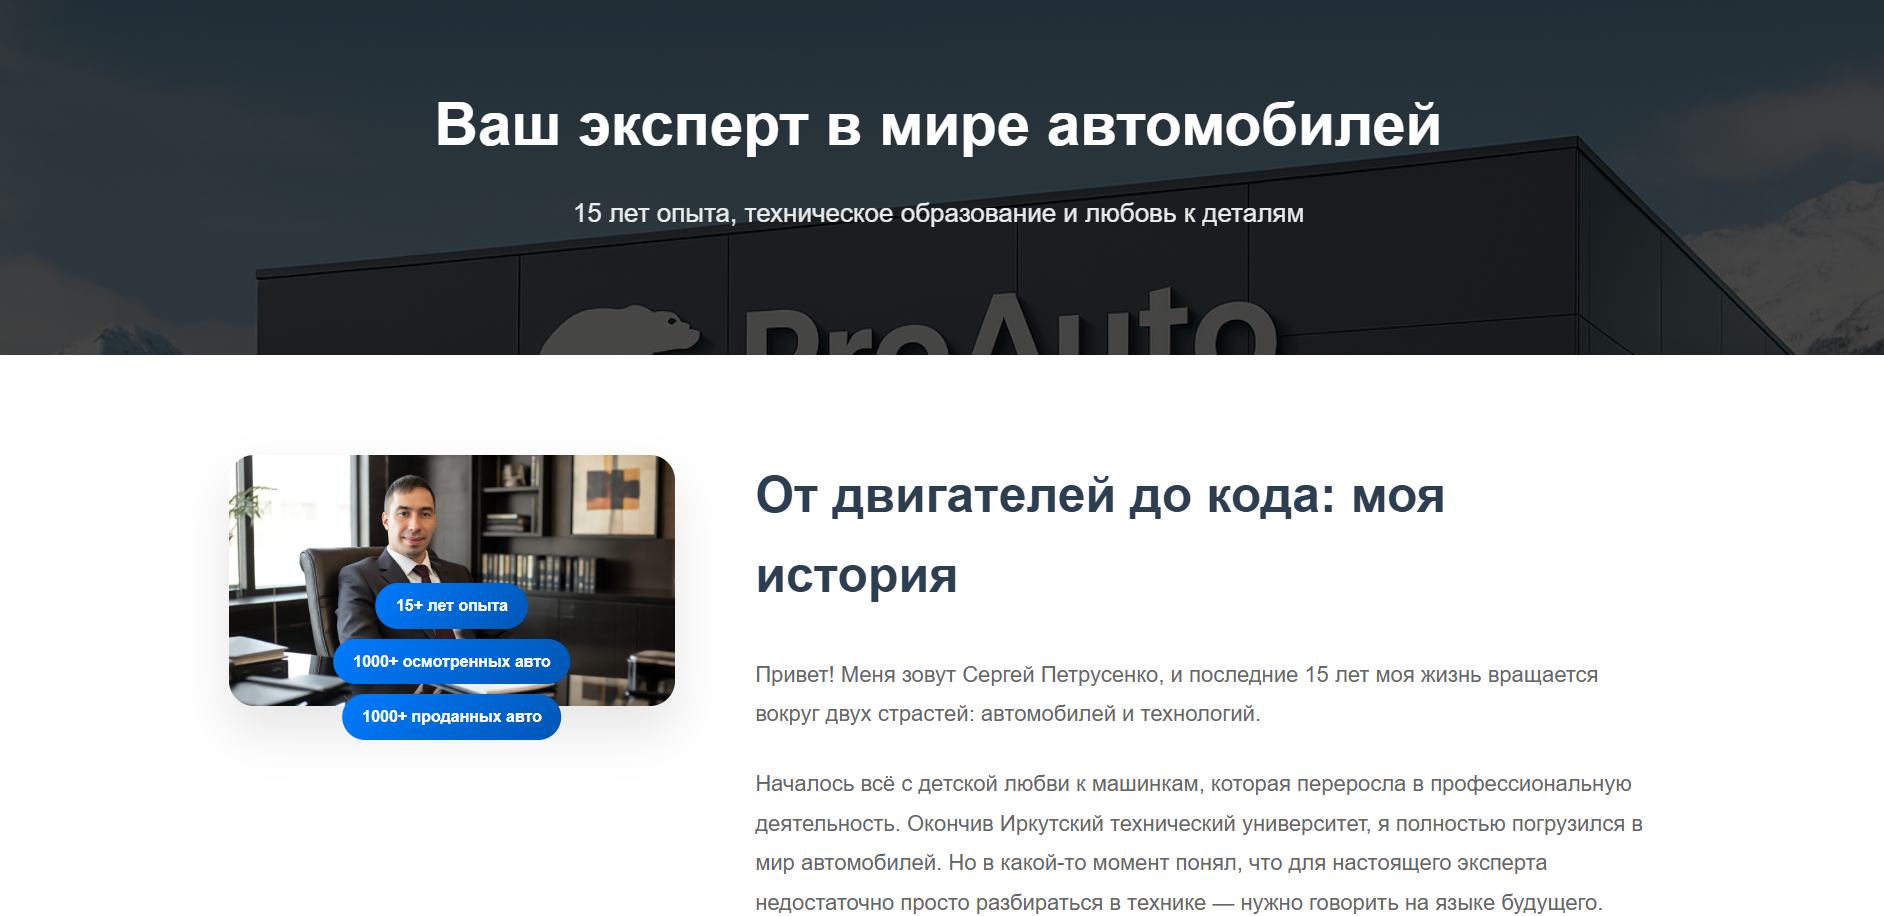 Ваш эксперт в мире автомобилей
15 лет опыта, техническое образование и любовь к деталям
ProAuto
15+ лет опыта
1000+ осмотренных авто
1000+ проданных авто
От двигателей до кода: моя
история
Привет! Меня зовут Сергей Петрусенко, и последние 15 лет моя жизнь вращается
вокруг двух страстей: автомобилей и технологий.
Началось всё с детской любви к машинкам, которая переросла в профессиональную
деятельность. Окончив Иркутский технический университет, я полностью погрузился в
мир автомобилей. Но в какой-то момент понял, что для настоящего эксперта
недостаточно просто разбираться в технике — нужно говорить на языке будущего.